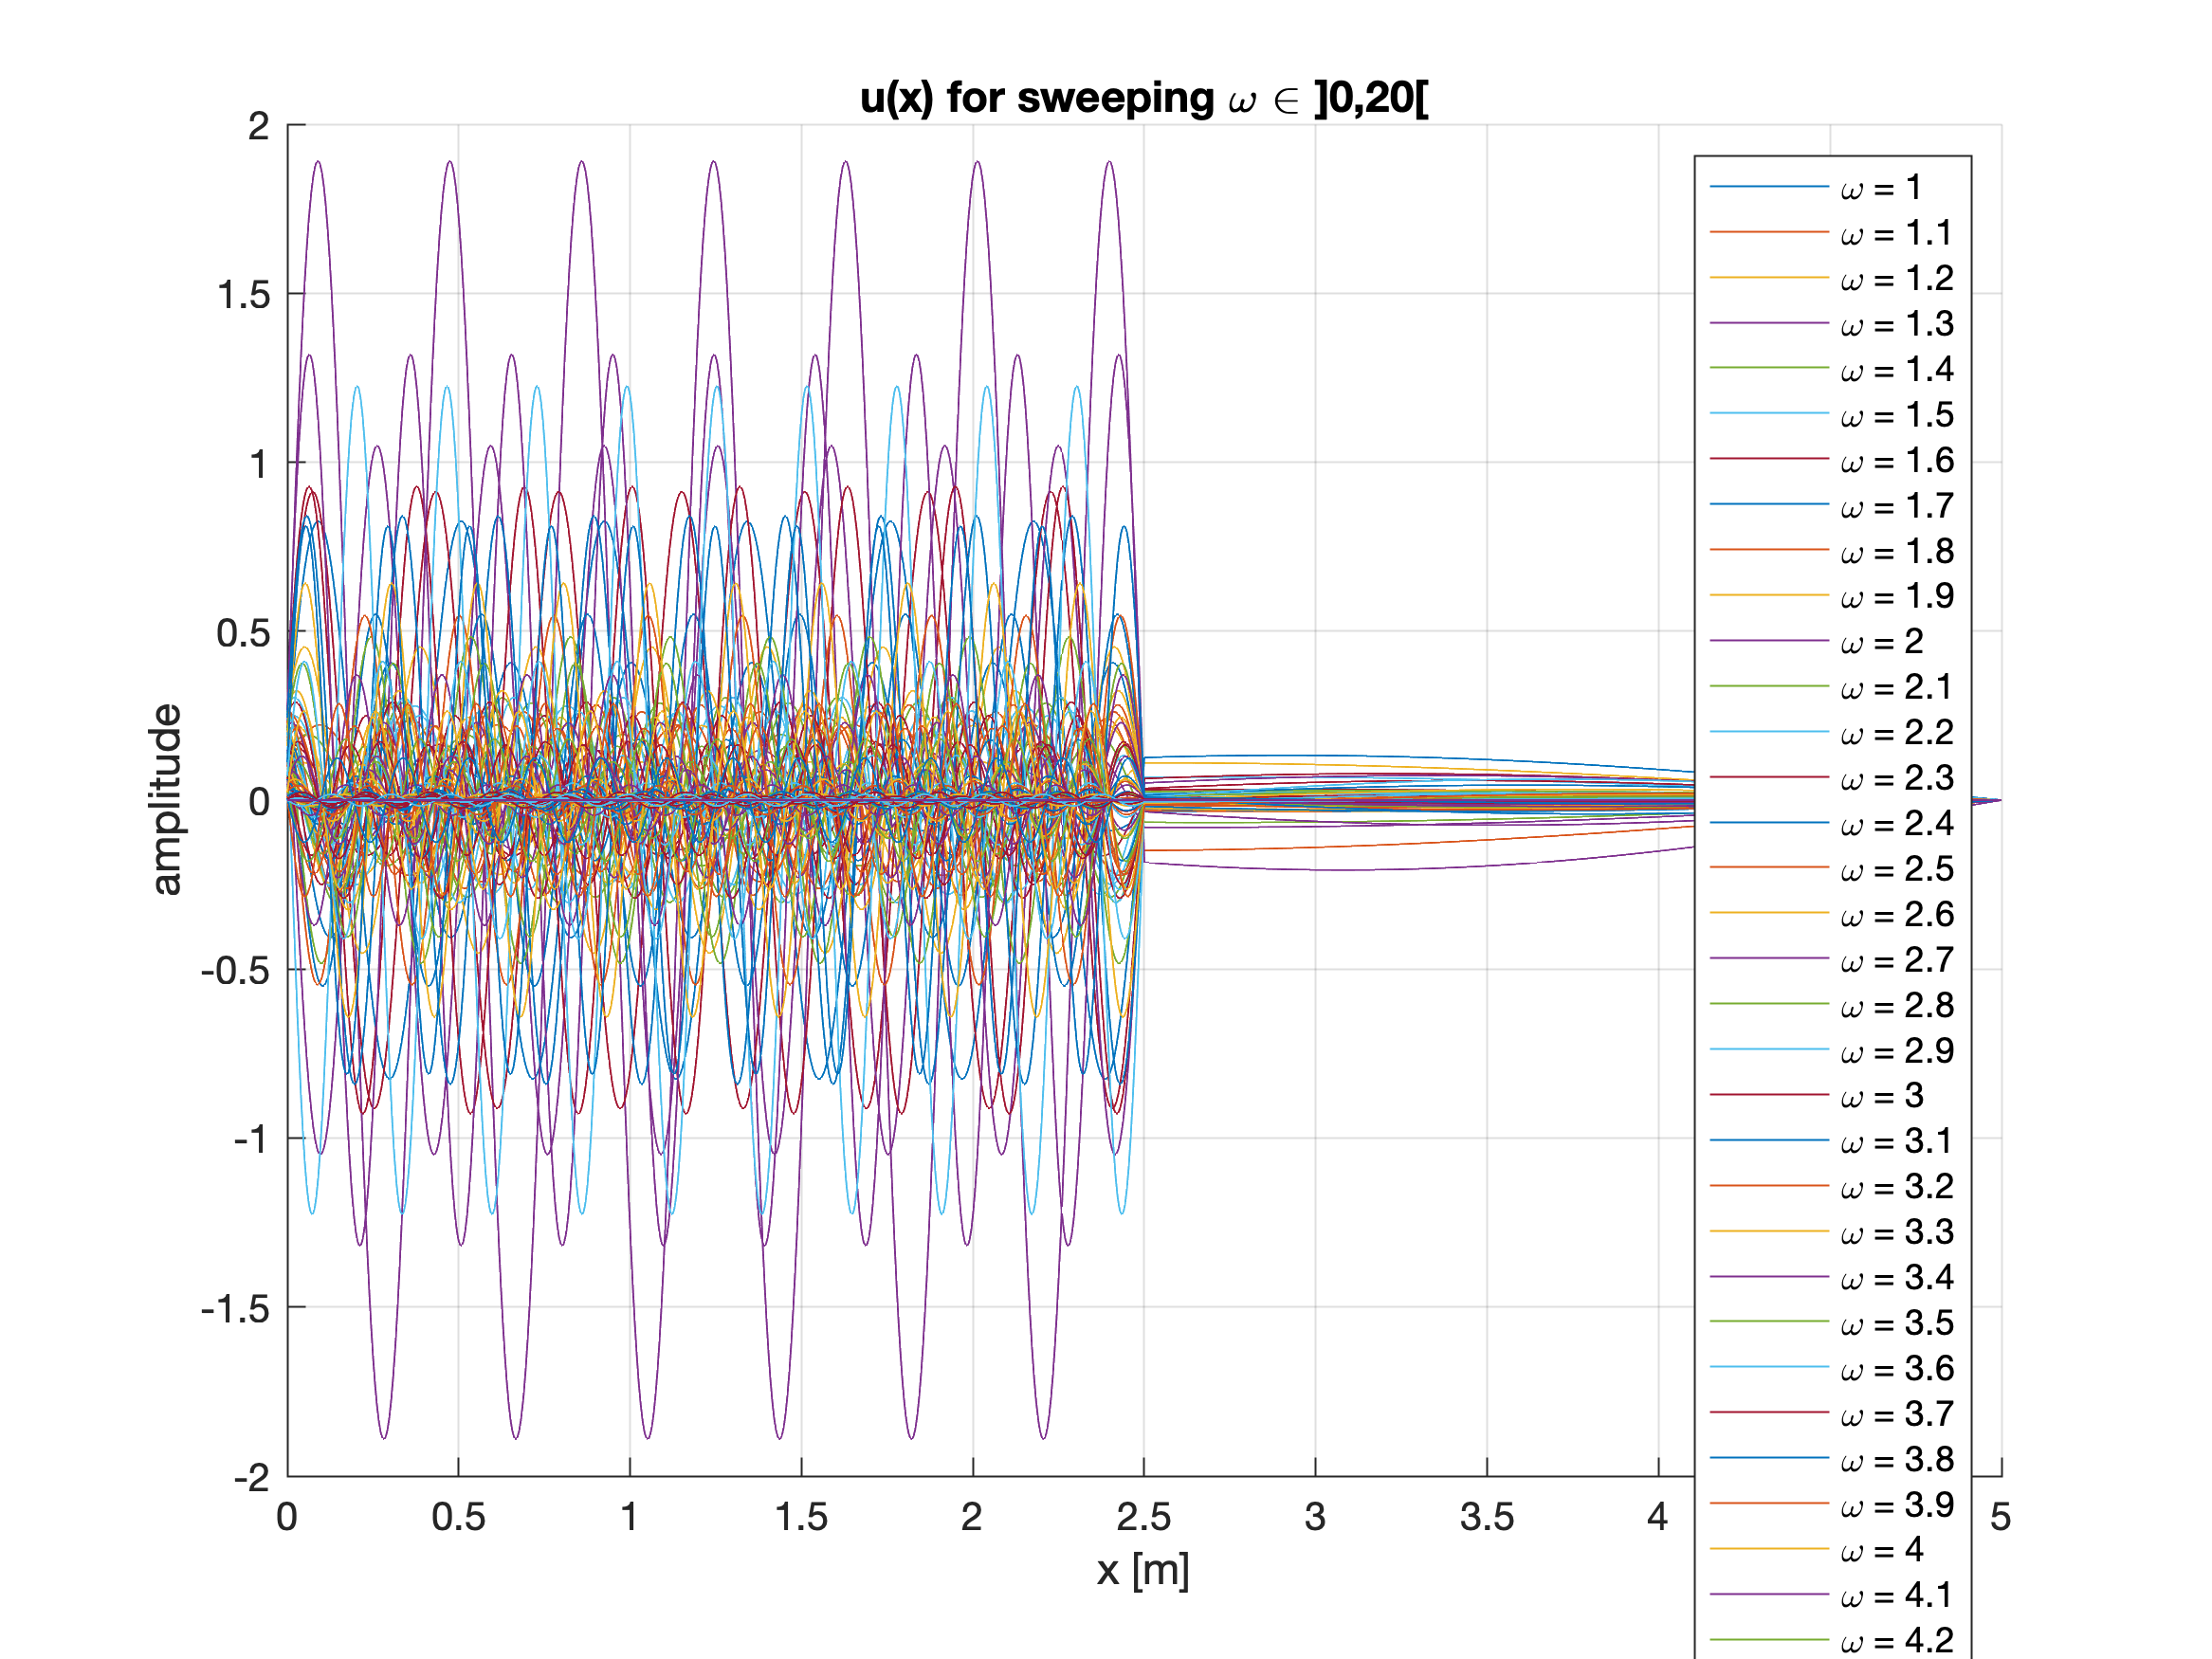 u(x) for sweeping ω ∈ ]0,20[
2
1.5
1
0.5
0
-0.5
-1
-1.5
-2
amplitude
0 0.5 1 1.5 2 2.5 3 3.5 4 5
x [m]
ω = 1
ω = 1.1
ω = 1.2
ω = 1.3
ω = 1.4
ω = 1.5
ω = 1.6
ω = 1.7
ω = 1.8
ω = 1.9
ω = 2
ω = 2.1
ω = 2.2
ω = 2.3
ω = 2.4
ω = 2.5
ω = 2.6
ω = 2.7
ω = 2.8
ω = 2.9
ω = 3
ω = 3.1
ω = 3.2
ω = 3.3
ω = 3.4
ω = 3.5
ω = 3.6
ω = 3.7
ω = 3.8
ω = 3.9
ω = 4
ω = 4.1
ω = 4.2